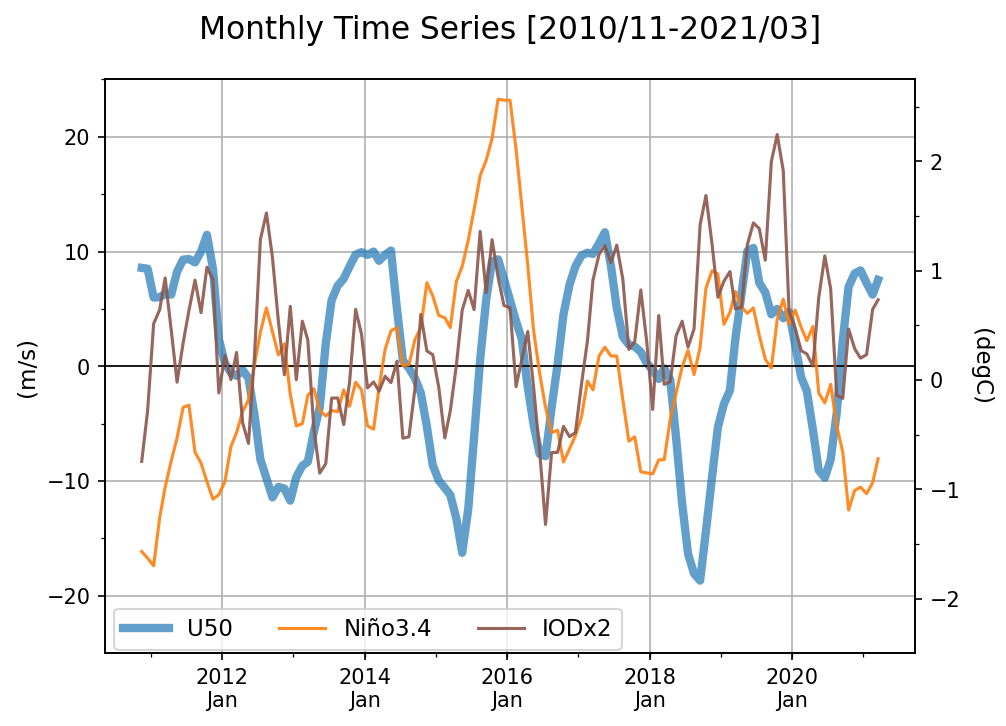 Monthly Time Series [2010/11-2021/03]
20
10
0
−10
−20
(m/s)
2
1
0
−1
−2
(degC)
U50 Niño3.4 IODx2
2012 2014 2016 2018 2020
Jan Jan Jan Jan Jan